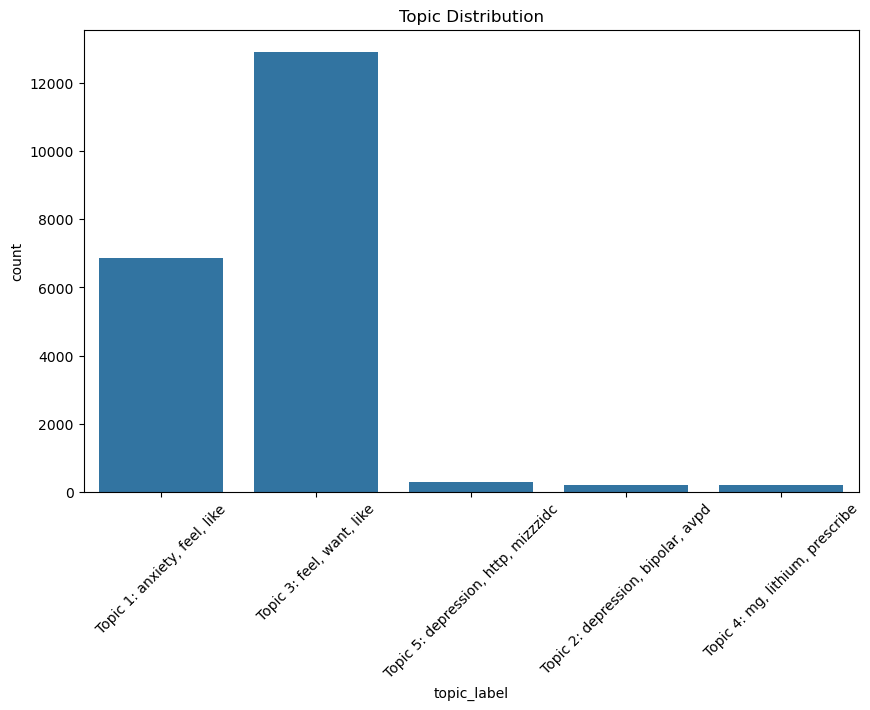 Topic Distribution
count
12000
10000
8000
6000
4000
2000
0
Topic 1: anxiety, feel, like
Topic 3: feel, want, like
Topic 5: depression, http, mizzzidc
Topic 2: depression, bipolar, avpd
Topic 4: mg, lithium, prescribe
topic_label